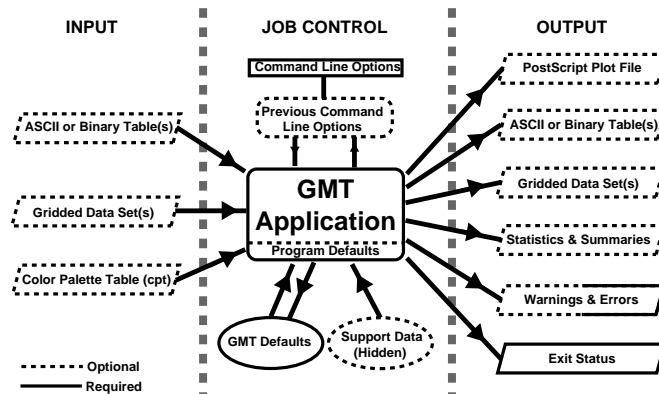 INPUT
JOB CONTROL
OUTPUT
Command Line Options
Previous Command
Line Options
ASCII or Binary Table(s)
Gridded Data Set(s)
Color Palette Table (cpt)
GMT
Application
Program Defaults
GMT Defaults
Support Data
(Hidden)
PostScript Plot File
ASCII or Binary Table(s)
Gridded Data Set(s)
Statistics & Summaries
Warnings & Errors
Exit Status
Optional
Required